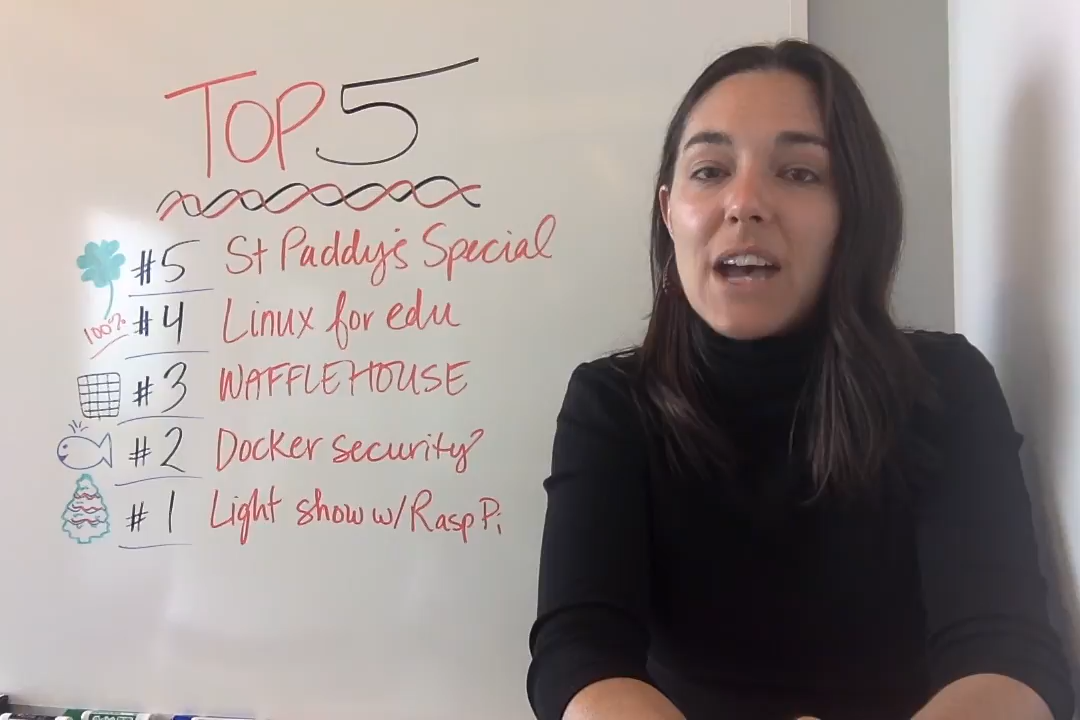 TOP 5
#5 St Paddy's Special
100% #4 Linux for edu
#3 WAFFLEHOUSE
#2 Docker security?
#1 Light show w/ Rasp Pi